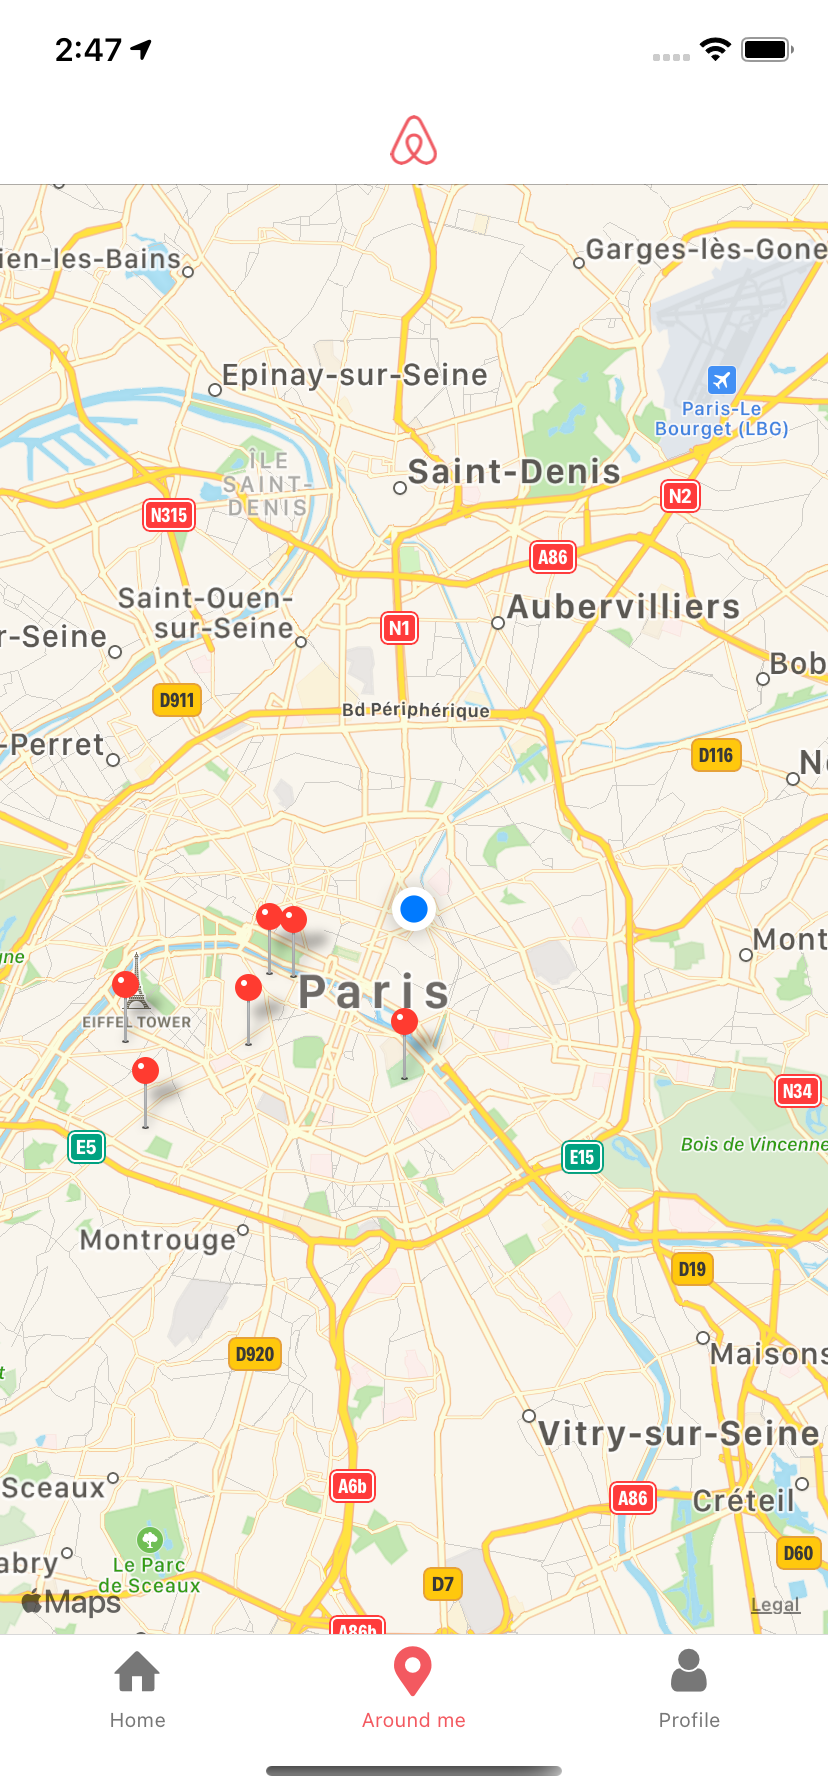 2:47
ien-les-Bains
Garges-lès-Gone
Epinay-sur-Seine
Paris-Le
Bourget (LBG)
ÎLE
SAINT-
DENIS
Saint-Denis
N2
N315
A86
Saint-Ouen-
sur-Seine
Aubervilliers
N1
r-Seine
Bob
D911
Bd Périphérique
-Perret
D116
N
Mont
gne
Paris
EIFFEL TOWER
N34
E5
E15
Bois de Vincenne
Montrouge
D19
D920
Maisons
t
Vitry-sur-Seine
Sceaux
A6b
A86
Créteil
abry
Le Parc
de Sceaux
D60
D7
Maps
Legal
A86b
Home
Around me
Profile